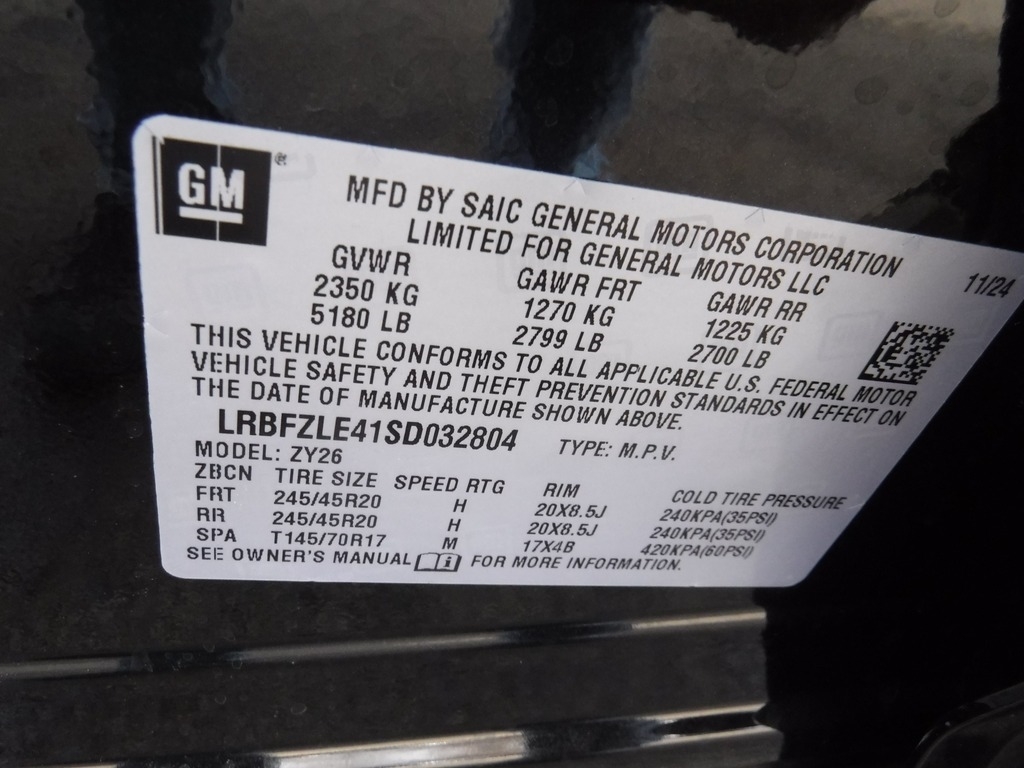 GM®
MFD BY SAIC GENERAL MOTORS CORPORATION
LIMITED FOR GENERAL MOTORS LLC
11/24
GVWR GAWR FRT GAWR RR
2350 KG 1270 KG 1225 KG
5180 LB 2799 LB 2700 LB
THIS VEHICLE CONFORMS TO ALL APPLICABLE U.S. FEDERAL MOTOR
VEHICLE SAFETY AND THEFT PREVENTION STANDARDS IN EFFECT ON
THE DATE OF MANUFACTURE SHOWN ABOVE.
LRBFZLE41SD032804 TYPE: M.P.V.
MODEL: ZY26
ZBCN TIRE SIZE SPEED RTG RIM COLD TIRE PRESSURE
FRT 245/45R20 H 20X8.5J 240KPA(35PSI)
RR 245/45R20 H 20X8.5J 240KPA(35PSI)
SPA T145/70R17 M 17X4B 420KPA(60PSI)
SEE OWNER'S MANUAL i FOR MORE INFORMATION.